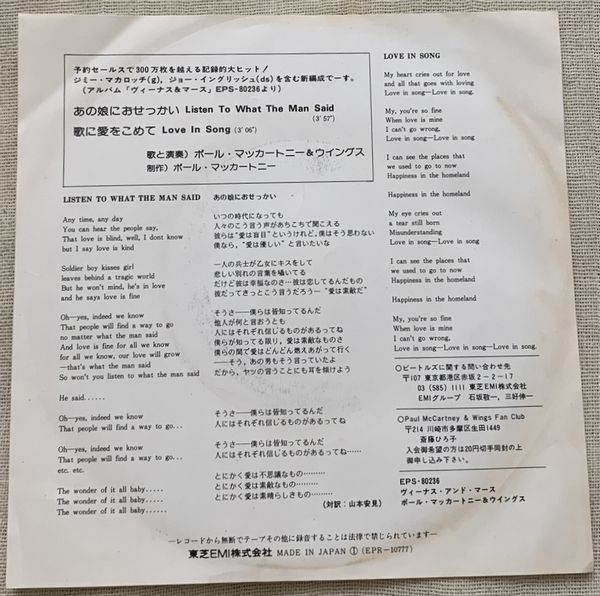 予約セールスで300万枚を越える記録的大ヒット!
ジミー・マカロッチ(g), ジョー・イングリッシュ(ds)を含む新編成でーす。
(アルバム「ヴィーナス&マース」EPS-80236より)
あの娘におせっかい Listen To What The Man Said
(3′57″)
歌に愛をこめて Love In Song (3′06″)
歌と演奏) ポール・マッカートニー&ウイングス
制作) ポール・マッカートニー
LISTEN TO WHAT THE MAN SAID
Any time, any day
You can hear the people say,
That love is blind, well, I dont know
but I say love is kind
Soldier boy kisses girl
leaves behind a tragic world
But he won't mind, he's in love
and he says love is fine
Oh—yes, indeed we know
That people will find a way to go
no matter what the man said
And love is fine for all we know
for all we know, our love will grow
—that's what the man said
So won't you listen to what the man said
He said......
Oh—yes, indeed we know
That people will find a way to go...
Oh—yes, indeed we know
That people will find a way to go...
etc. etc.
The wonder of it all baby.....
The wonder of it all baby.....
The wonder of it all baby.....
あの娘におせっかい
いつの時代になっても
人々のこう言う声があちこちで聞こえる
彼らは“愛は盲目”というけれど、僕はそう思わない
僕なら、“愛は優しい”と言いたいな
一人の兵士が乙女にキスをして
悲しい別れの言葉を囁いてる
だけど彼は幸福なのさ…彼は恋してるんだもの
彼だってきっとこう言うだろう—“愛は素敵だ”
そうさ——僕らは皆知ってるんだ
他人が何と言おうとも
人にはそれぞれ信じるものがあるってね
僕らが知ってる限り，愛は素敵なものさ
僕らの間で愛はどんどん燃えあがって行く
——そう，あの男もそう言っていたよ
だから，ヤツの言うことにも耳を傾けよう
そうさ——僕らは皆知ってるんだ
人にはそれぞれ信じるものがあるってね
そうさ——僕らは皆知ってるんだ
人にはそれぞれ信じるものがあるってね……
とにかく愛は不思議なもの………
とにかく愛は素敵なもの………
とにかく愛は素晴らしきもの………
(対訳：山本安見)
LOVE IN SONG
My heart cries out for love
and all that goes with loving
Love in song—Love in song.
My, you're so fine
When love is mine
I can't go wrong,
Love in song—Love in song
I can see the places that
we used to go to now
Happiness in the homeland
Happiness in the homeland
My eye cries out
a tear still born
Misunderstanding
Love in song—Love in song.
I can see the places that
we used to go to now
Happiness in the homeland
Happiness in the homeland
My, you're so fine
When love is mine
I can't go wrong,
Love in song—Love in song—Love in song.
○ビートルズに関する問い合せ先
〒107 東京都港区赤坂2－2－17
03 (585) 1111 東芝EMI株式会社
EMIグループ 石坂敬一, 三好伸一
○Paul McCartney & Wings Fan Club
〒214 川崎市多摩区生田1449
斎藤ひろ子
入会御希望の方は20円切手同封の上
御申し込み下さい。
EPS-80236
ヴィーナス・アンド・マース
ポール・マッカートニー&ウイングス
—レコードから無断でテープその他に録音することは法律で禁じられています—
東芝EMI株式会社 MADE IN JAPAN ① (EPR-10777)